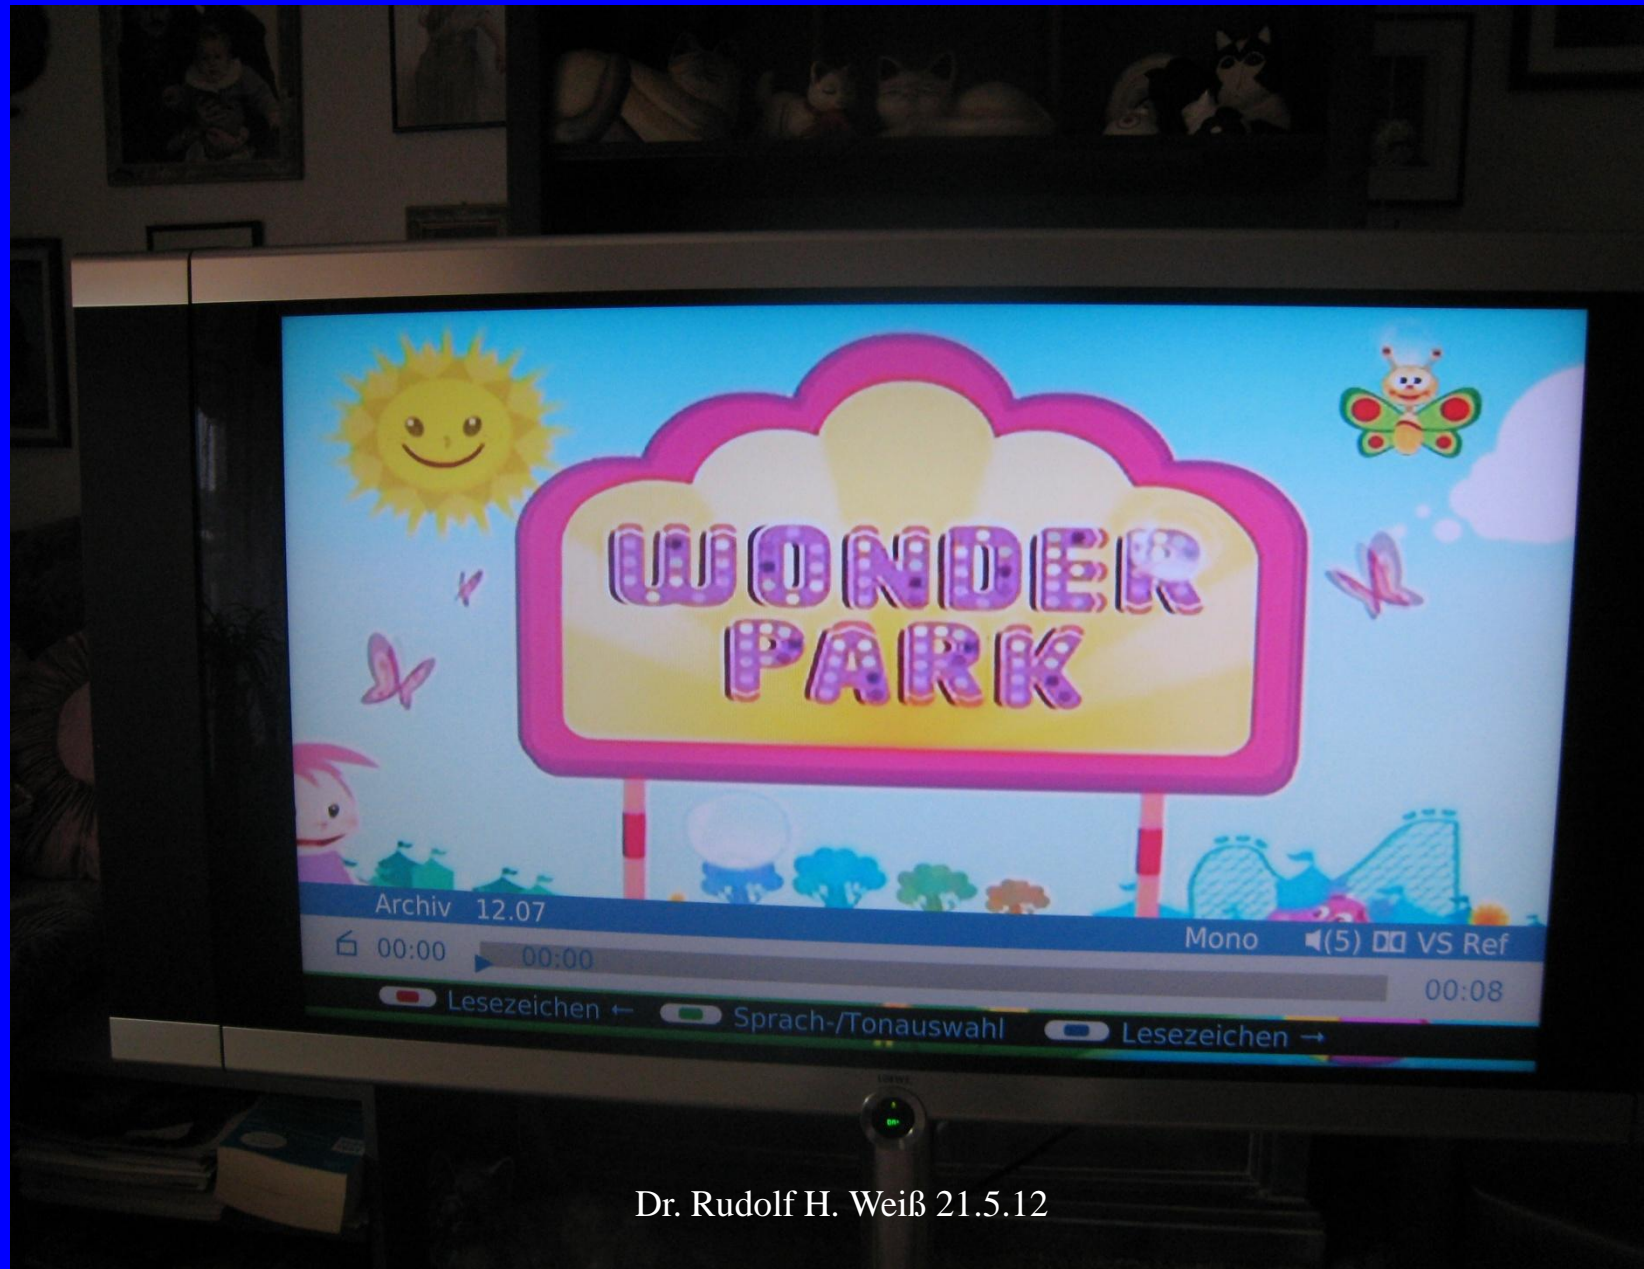 WONDER
PARK
Archiv 12.07
Mono (5) VS Ref
00:00 00:00 00:08
Lesezeichen ← Sprach-/Tonauswahl Lesezeichen →
Dr. Rudolf H. Weiß 21.5.12